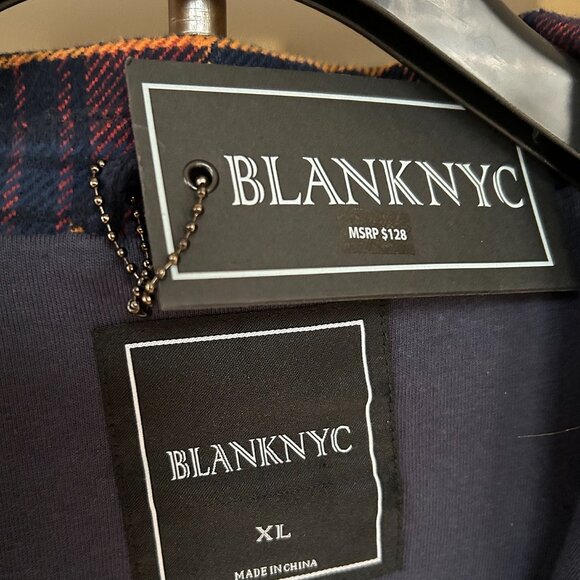 BLANKNYC
MSRP $128
BLANKNYC
XL
MADE IN CHINA